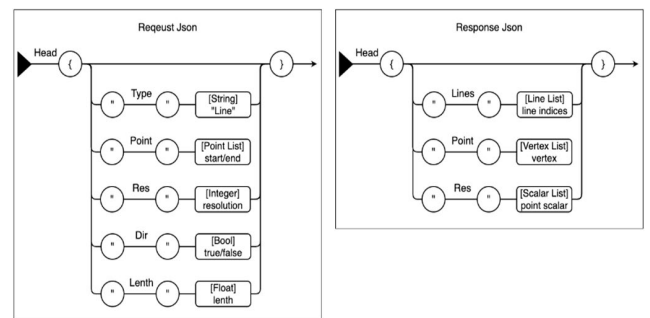 Reqeust Json
Head { }
" Type " [String]
"Line"
" Point " [Point List]
start/end
" Res " [Integer]
resolution
" Dir " [Bool]
true/false
" Lenth " [Float]
lenth
Response Json
Head { }
" Lines " [Line List]
line indices
" Point " [Vertex List]
vertex
" Res " [Scalar List]
point scalar